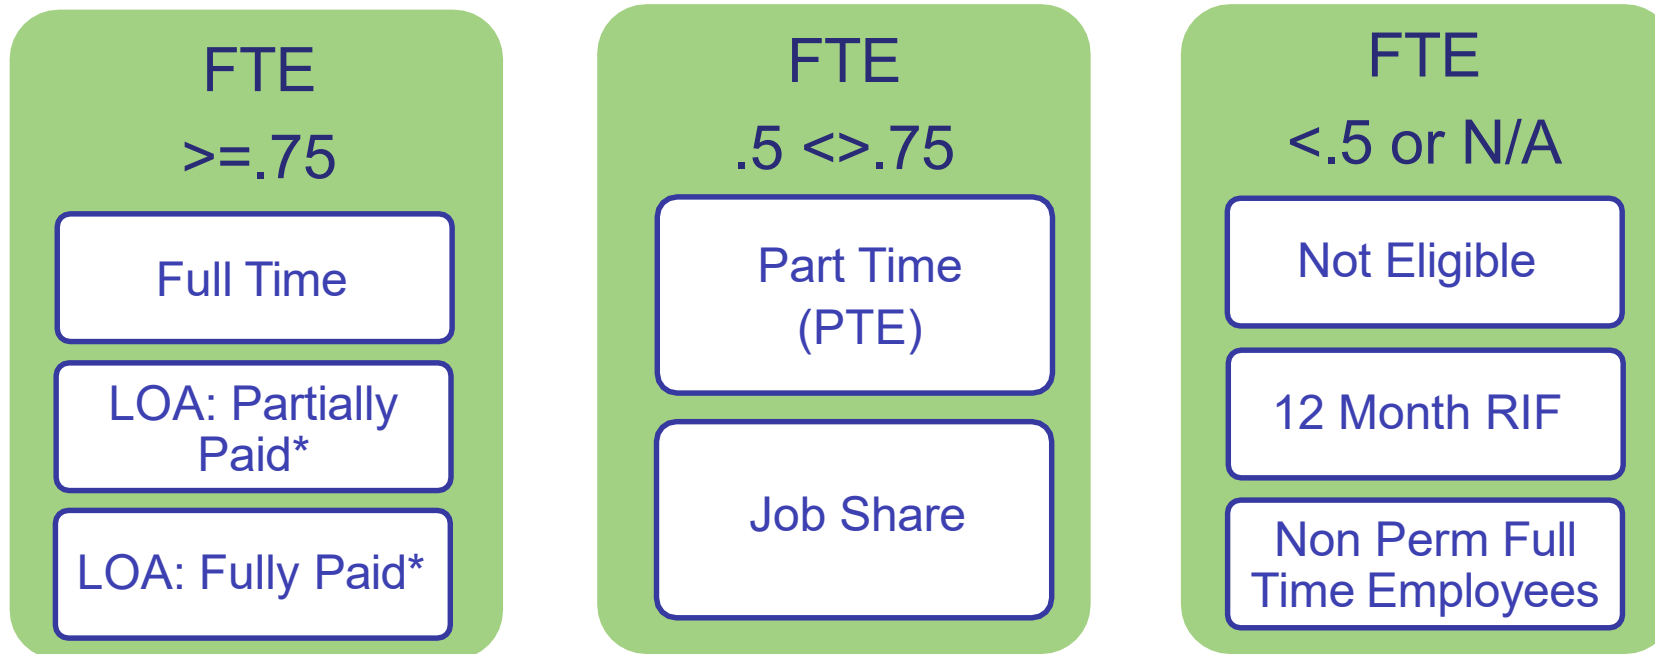 FTE
>=.75
Full Time
LOA: Partially
Paid*
LOA: Fully Paid*
FTE
.5 <>.75
Part Time
(PTE)
Job Share
FTE
<.5 or N/A
Not Eligible
12 Month RIF
Non Perm Full
Time Employees